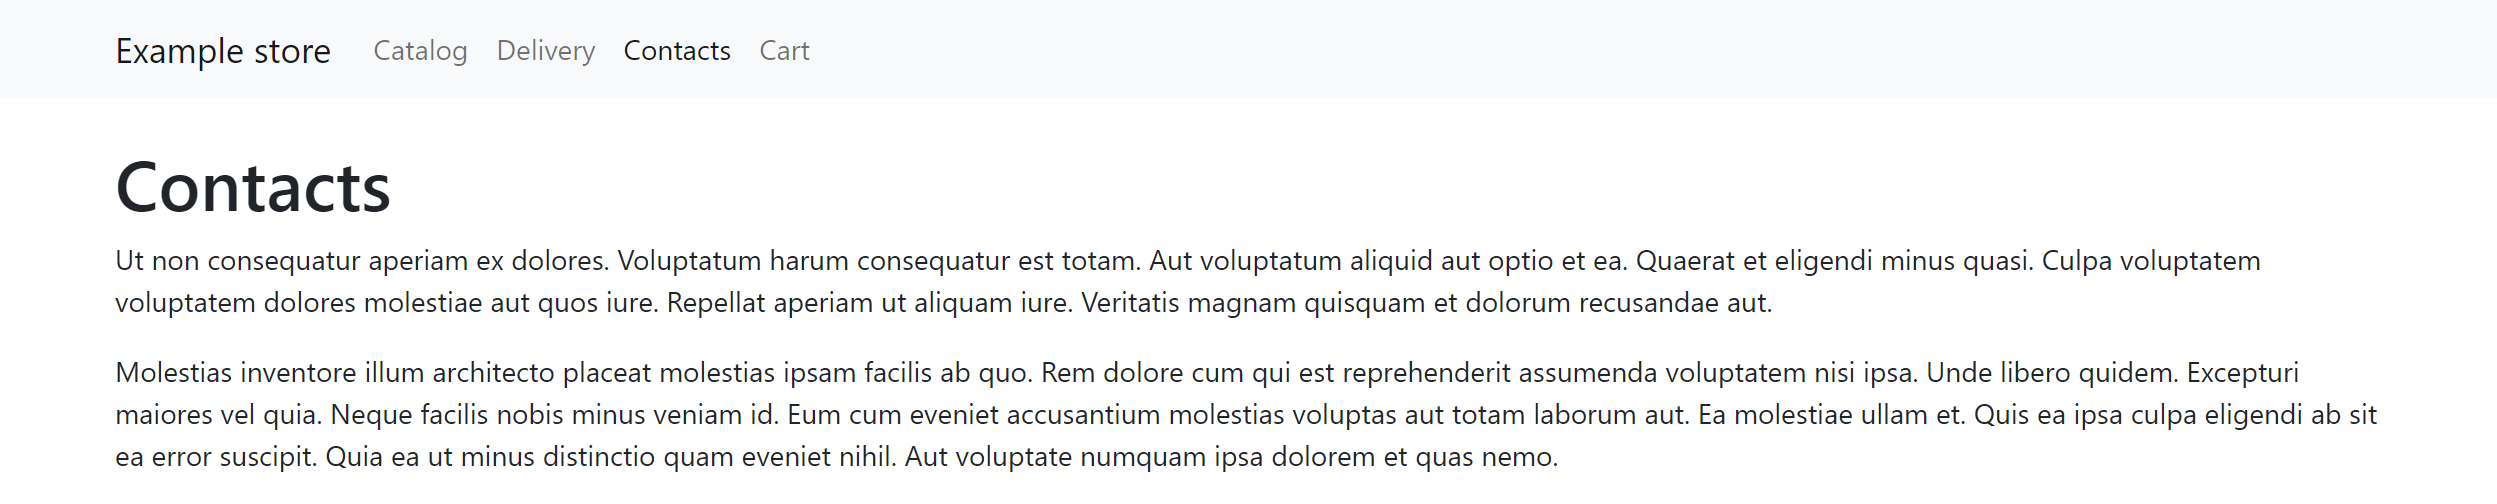 Example store Catalog Delivery Contacts Cart
Contacts
Ut non consequatur aperiam ex dolores. Voluptatum harum consequatur est totam. Aut voluptatum aliquid aut optio et ea. Quaerat et eligendi minus quasi. Culpa voluptatem
voluptatem dolores molestiae aut quos iure. Repellat aperiam ut aliquam iure. Veritatis magnam quisquam et dolorum recusandae aut.
Molestias inventore illum architecto placeat molestias ipsam facilis ab quo. Rem dolore cum qui est reprehenderit assumenda voluptatem nisi ipsa. Unde libero quidem. Excepturi
maiores vel quia. Neque facilis nobis minus veniam id. Eum cum eveniet accusantium molestias voluptas aut totam laborum aut. Ea molestiae ullam et. Quis ea ipsa culpa eligendi ab sit
ea error suscipit. Quia ea ut minus distinctio quam eveniet nihil. Aut voluptate numquam ipsa dolorem et quas nemo.